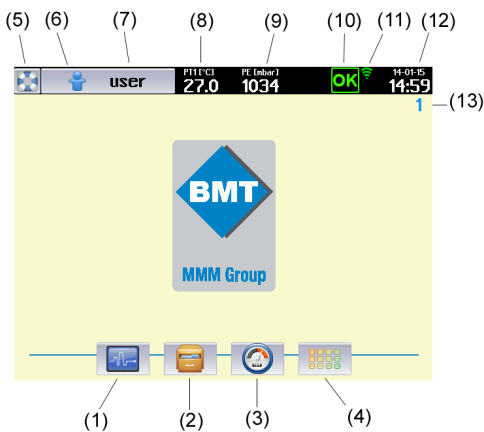 (5) (6) (7) (8) (9) (10) (11) (12)
user
PT1 [°C]
27.0
PE [mbar]
1034
OK
14-01-15
14:59
1 (13)
BMT
MMM Group
(1) (2) (3) (4)